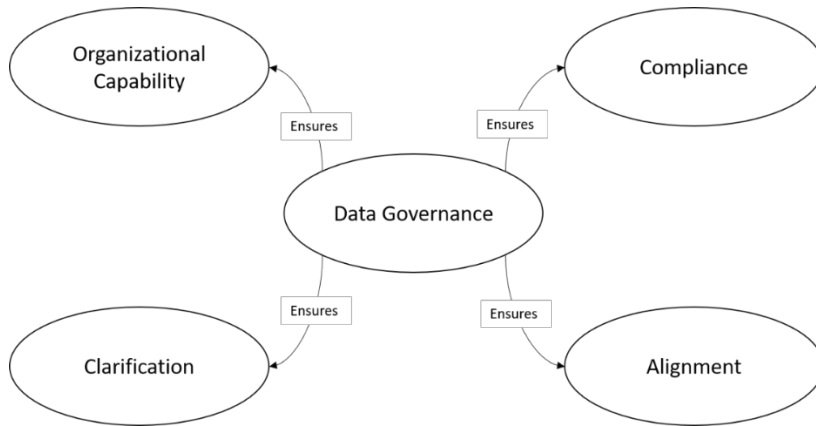 Organizational
Capability
Compliance
Ensures
Ensures
Data Governance
Ensures
Ensures
Clarification
Alignment